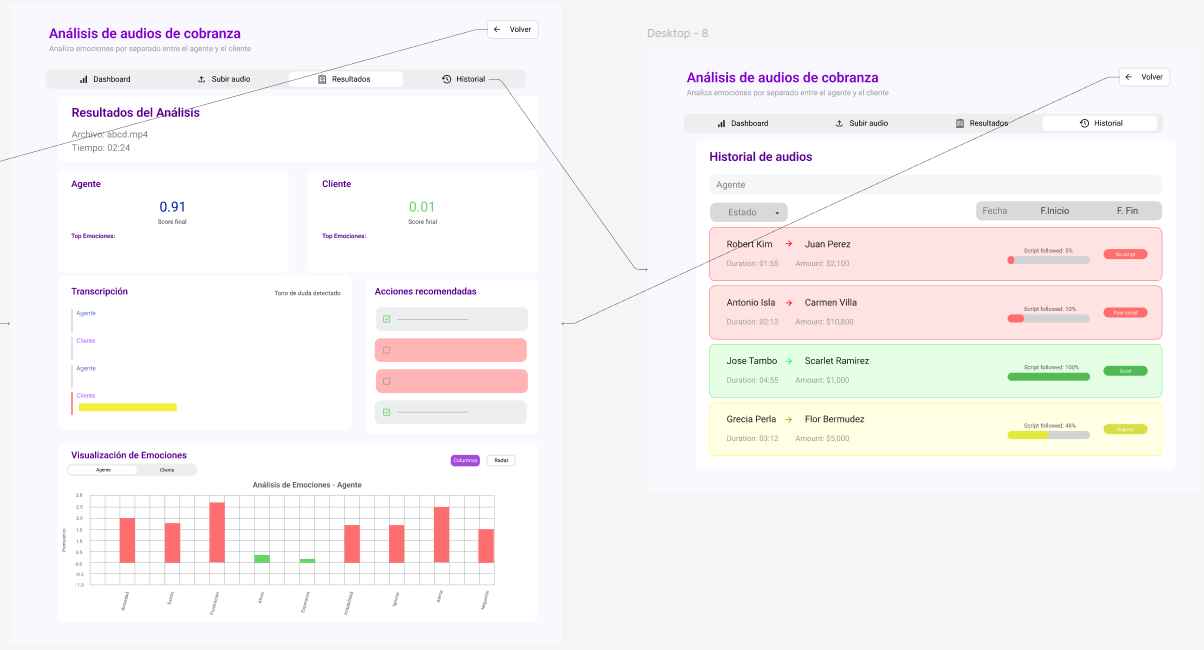 Análisis de audios de cobranza
Analiza emociones por separado entre el agente y el cliente
Volver
Dashboard
Subir audio
Resultados
Historial
Resultados del Análisis
Archivo: abcd.mp4
Tiempo: 02:24
Agente
0.91
Score final
Top Emociones:
Cliente
0.01
Score final
Top Emociones:
Transcripción
Tono de duda detectado
Agente
Cliente
Agente
Cliente
Acciones recomendadas
Visualización de Emociones
Agente
Cliente
Columnas
Radar
Análisis de Emociones - Agente
Puntuación
3.0
2.5
2.0
1.5
1.0
0.5
0.0
-0.5
-1.0
Ansiedad
Estrés
Frustración
Alivio
Esperanza
Irritabilidad
Ignorar
Alerta
Negación
Desktop - 8
Análisis de audios de cobranza
Analiza emociones por separado entre el agente y el cliente
Volver
Dashboard
Subir audio
Resultados
Historial
Historial de audios
Agente
Estado
Fecha
F.Inicio
F. Fin
Robert Kim → Juan Perez
Duration: 01:55
Amount: $2,100
Script followed: 5%
No script
Antonio Isla → Carmen Villa
Duration: 02:13
Amount: $10,800
Script followed: 10%
Poor script
Jose Tambo → Scarlet Ramirez
Duration: 04:55
Amount: $1,000
Script followed: 100%
Good
Grecia Perla → Flor Bermudez
Duration: 03:12
Amount: $5,000
Script followed: 48%
Regular